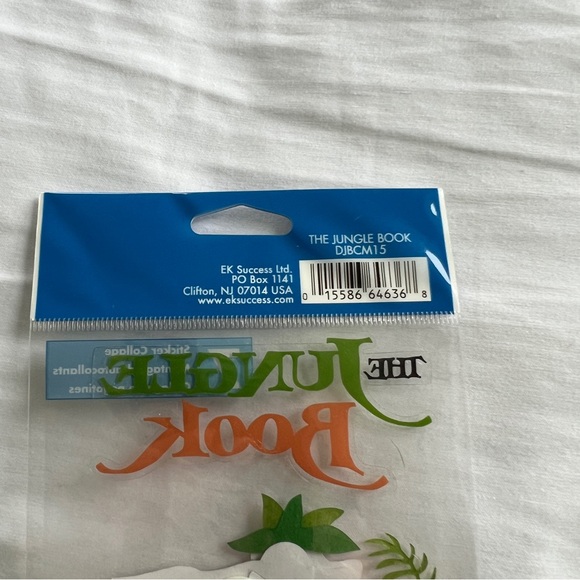 THE JUNGLE BOOK
DJBCM15
EK Success Ltd.
PO Box 1141
Clifton, NJ 07014 USA
www.eksuccess.com
0 15586 64636 8
Sticker Collage
THE JUNGLE
BOOK